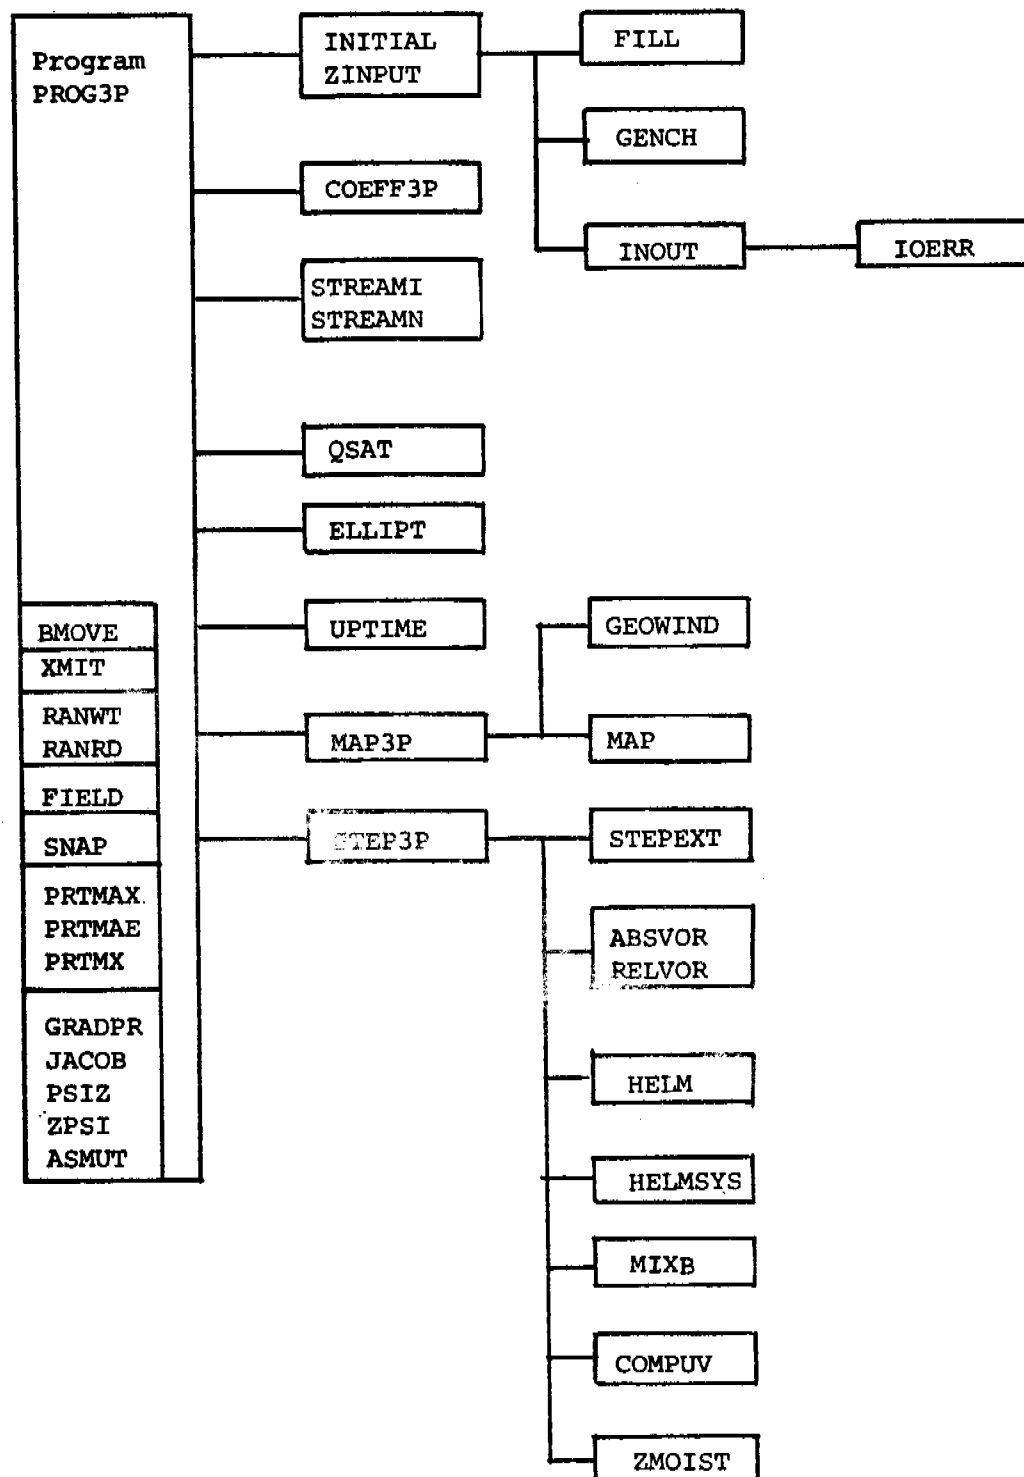 Program
PROG3P
INITIAL
ZINPUT
FILL
GENCH
INOUT
IOERR
COEFF3P
STREAMI
STREAMN
QSAT
ELLIPT
UPTIME
MAP3P
GEOWIND
MAP
STEP3P
STEPEXT
ABSVOR
RELVOR
HELM
HELMSYS
MIXB
COMPUV
ZMOIST
BMOVE
XMIT
RANWT
RANRD
FIELD
SNAP
PRTMAX
PRTMAE
PRTMX
GRADPR
JACOB
PSIZ
ZPSI
ASMUT